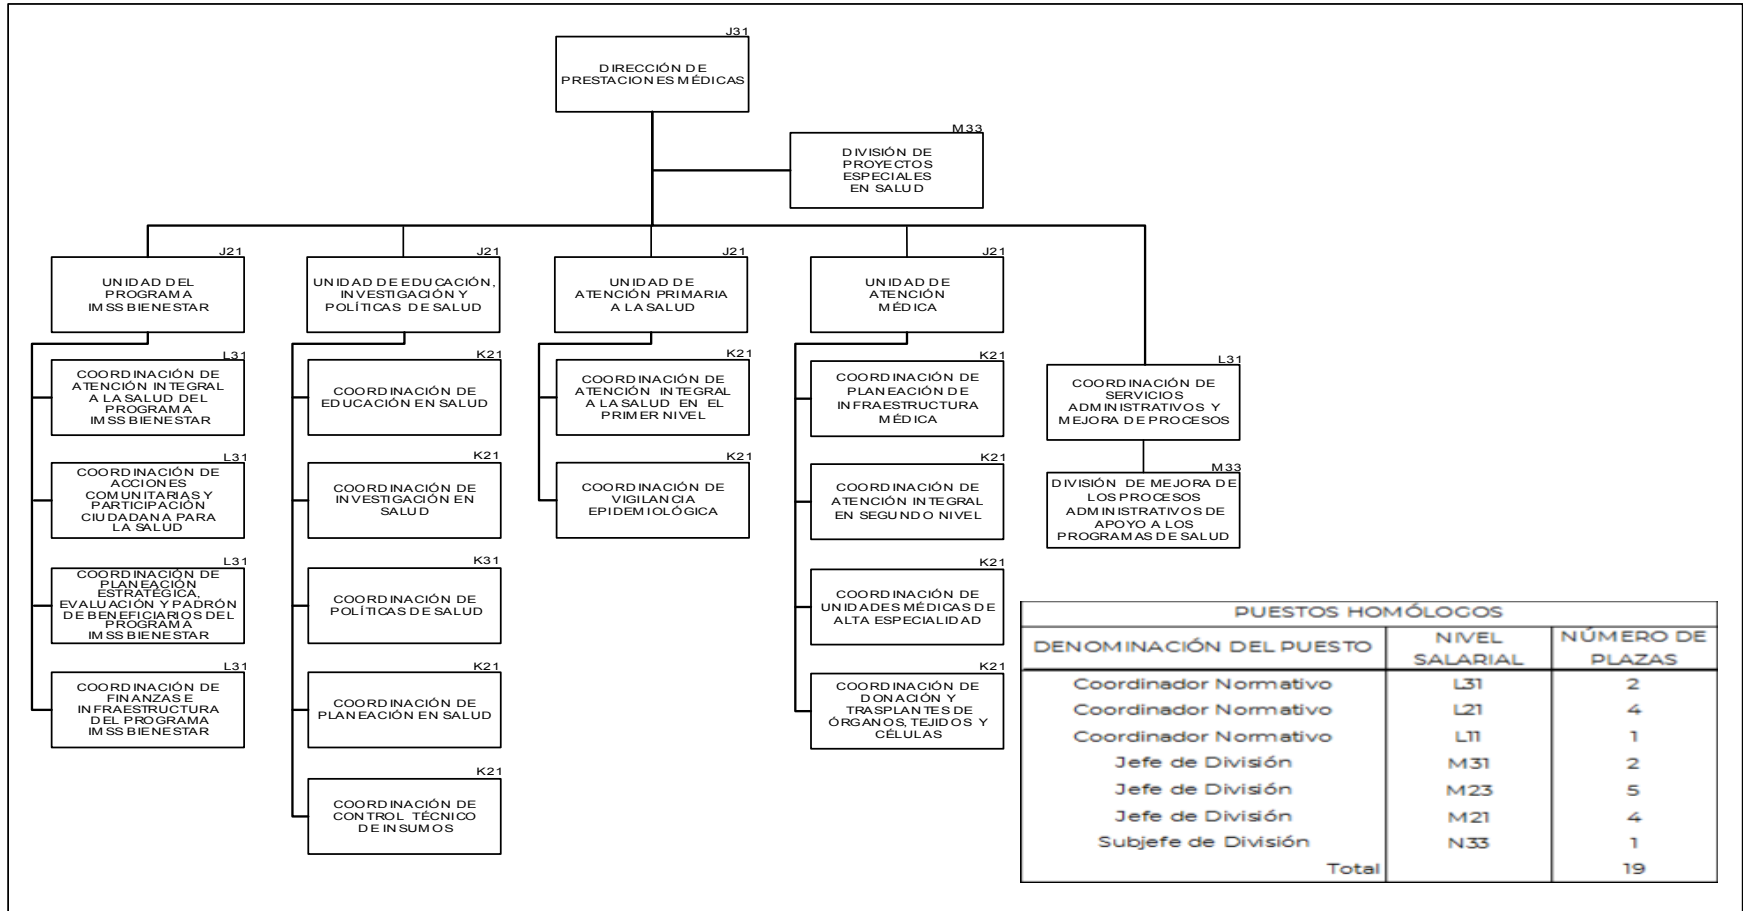 J31
DIRECCIÓN DE
PRESTACIONES MÉDICAS
M33
DIVISIÓN DE
PROYECTOS
ESPECIALES
EN SALUD
J21
UNIDAD DEL
PROGRAMA
IMSS BIENESTAR
J21
UNIDAD DE EDUCACIÓN,
INVESTIGACIÓN Y
POLÍTICAS DE SALUD
J21
UNIDAD DE
ATENCIÓN PRIMARIA
A LA SALUD
J21
UNIDAD DE
ATENCIÓN
MÉDICA
L31
COORDINACIÓN DE
ATENCIÓN INTEGRAL
A LA SALUD DEL
PROGRAMA
IMSS BIENESTAR
L31
COORDINACIÓN DE
ACCIONES
COMUNITARIAS Y
PARTICIPACIÓN
CIUDADANA PARA
LA SALUD
L31
COORDINACIÓN DE
PLANEACIÓN
ESTRATÉGICA,
EVALUACIÓN Y PADRÓN
DE BENEFICIARIOS DEL
PROGRAMA
IMSS BIENESTAR
L31
COORDINACIÓN DE
FINANZAS E
INFRAESTRUCTURA
DEL PROGRAMA
IMSS BIENESTAR
K21
COORDINACIÓN DE
EDUCACIÓN EN SALUD
K21
COORDINACIÓN DE
INVESTIGACIÓN EN
SALUD
K31
COORDINACIÓN DE
POLÍTICAS DE SALUD
K21
COORDINACIÓN DE
PLANEACIÓN EN SALUD
K21
COORDINACIÓN DE
CONTROL TÉCNICO
DE INSUMOS
K21
COORDINACIÓN DE
ATENCIÓN INTEGRAL
A LA SALUD EN EL
PRIMER NIVEL
K21
COORDINACIÓN DE
VIGILANCIA
EPIDEMIOLÓGICA
K21
COORDINACIÓN DE
PLANEACIÓN DE
INFRAESTRUCTURA
MÉDICA
K21
COORDINACIÓN DE
ATENCIÓN INTEGRAL
EN SEGUNDO NIVEL
K21
COORDINACIÓN DE
UNIDADES MÉDICAS DE
ALTA ESPECIALIDAD
K21
COORDINACIÓN DE
DONACIÓN Y
TRASPLANTES DE
ÓRGANOS, TEJIDOS Y
CÉLULAS
L31
COORDINACIÓN DE
SERVICIOS
ADMINISTRATIVOS Y
MEJORA DE PROCESOS
M33
DIVISIÓN DE MEJORA DE
LOS PROCESOS
ADMINISTRATIVOS DE
APOYO A LOS
PROGRAMAS DE SALUD
PUESTOS HOMÓLOGOS
DENOMINACIÓN DEL PUESTO NIVEL SALARIAL NÚMERO DE PLAZAS
Coordinador Normativo L31 2
Coordinador Normativo L21 4
Coordinador Normativo L11 1
Jefe de División M31 2
Jefe de División M23 5
Jefe de División M21 4
Subjefe de División N33 1
Total 19